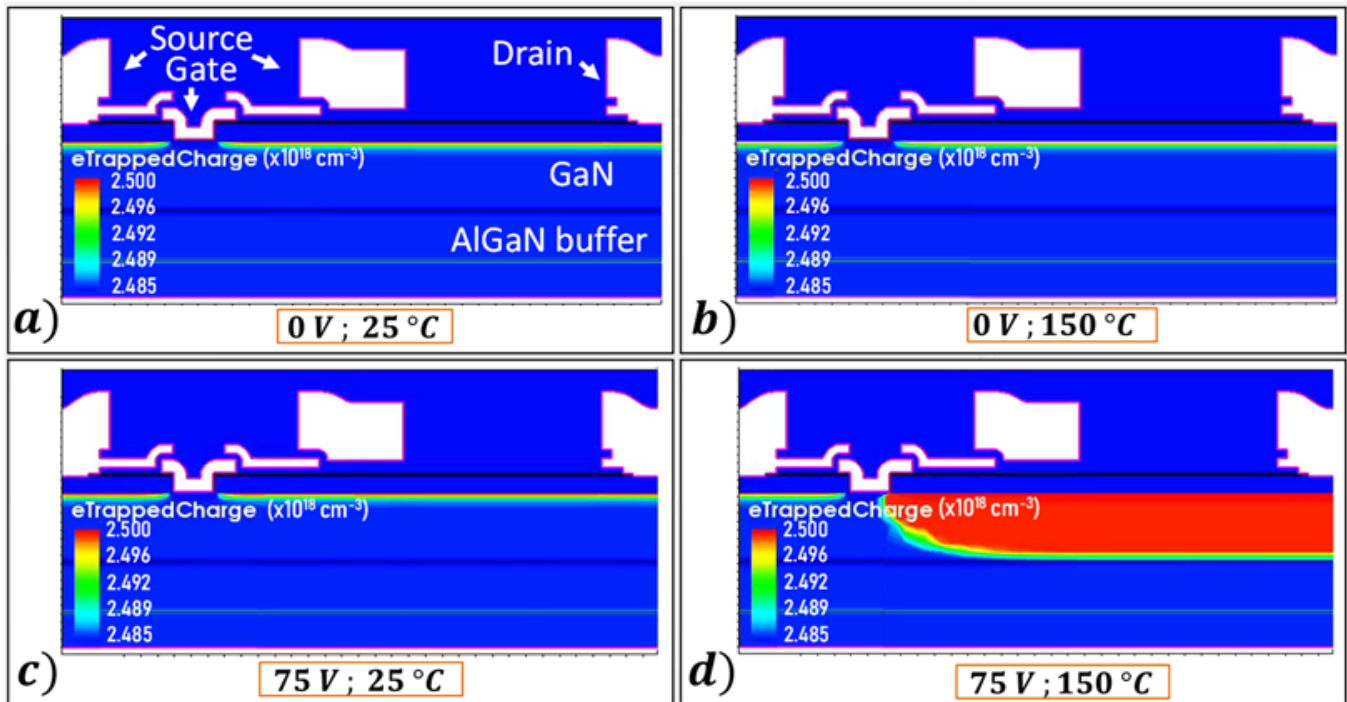 Source
Gate
Drain
eTrappedCharge (x10¹⁸ cm⁻³)
2.500
2.496
2.492
2.489
2.485
GaN
AlGaN buffer
a)
0 V ; 25 °C
eTrappedCharge (x10¹⁸ cm⁻³)
2.500
2.496
2.492
2.489
2.485
b)
0 V ; 150 °C
eTrappedCharge (x10¹⁸ cm⁻³)
2.500
2.496
2.492
2.489
2.485
c)
75 V ; 25 °C
eTrappedCharge (x10¹⁸ cm⁻³)
2.500
2.496
2.492
2.489
2.485
d)
75 V ; 150 °C